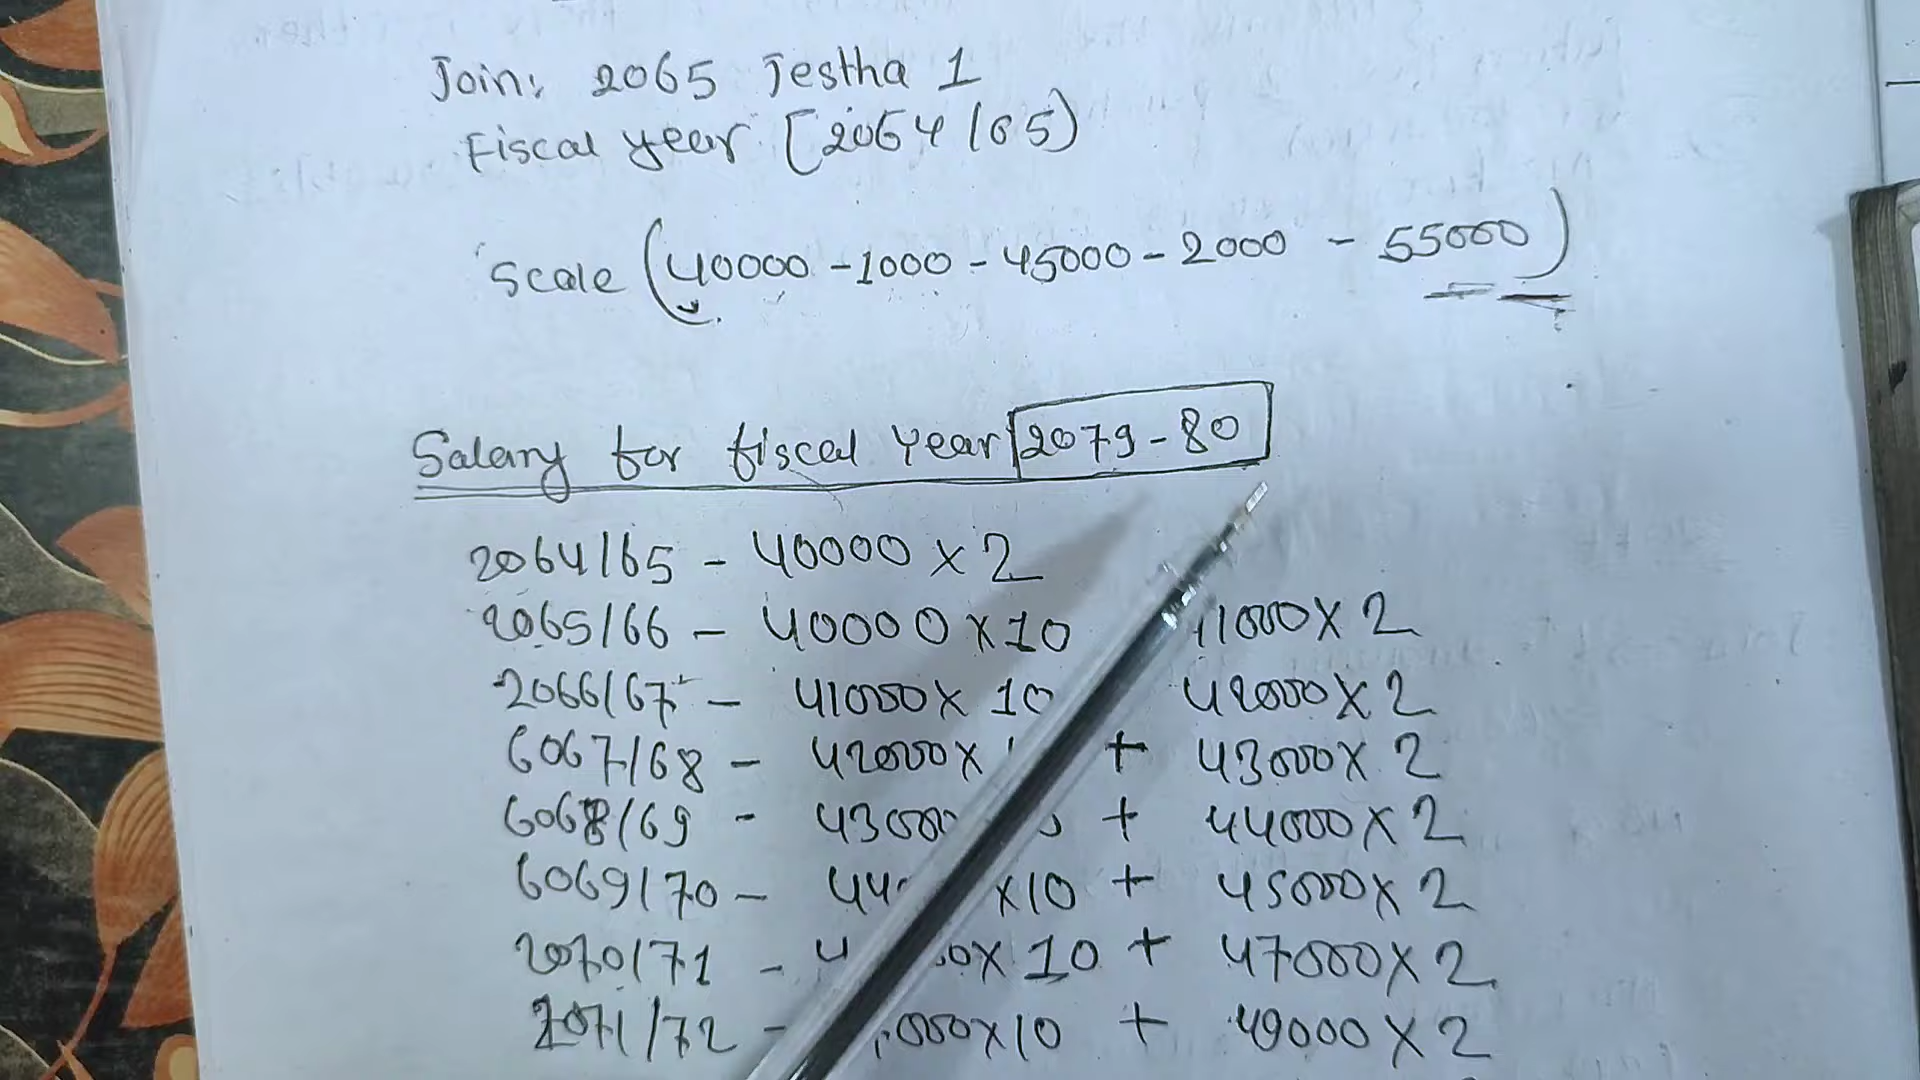 Join: 2065 Jestha 1
Fiscal year [2064/65)
Scale (40000 - 1000 - 45000 - 2000 - 55000)
Salary for fiscal Year 2079-80
2064/65 - 40000 x 2
2065/66 - 40000 x 10 1000 x 2
2066/67 - 41000 x 10 42000 x 2
6067/68 - 42000 x + 43000 x 2
6068/69 - + 44000 x 2
6069/70 - x10 + 45000 x 2
2070/71 - x 10 + 47000 x 2
2071/72 - 000 x 10 + 49000 x 2